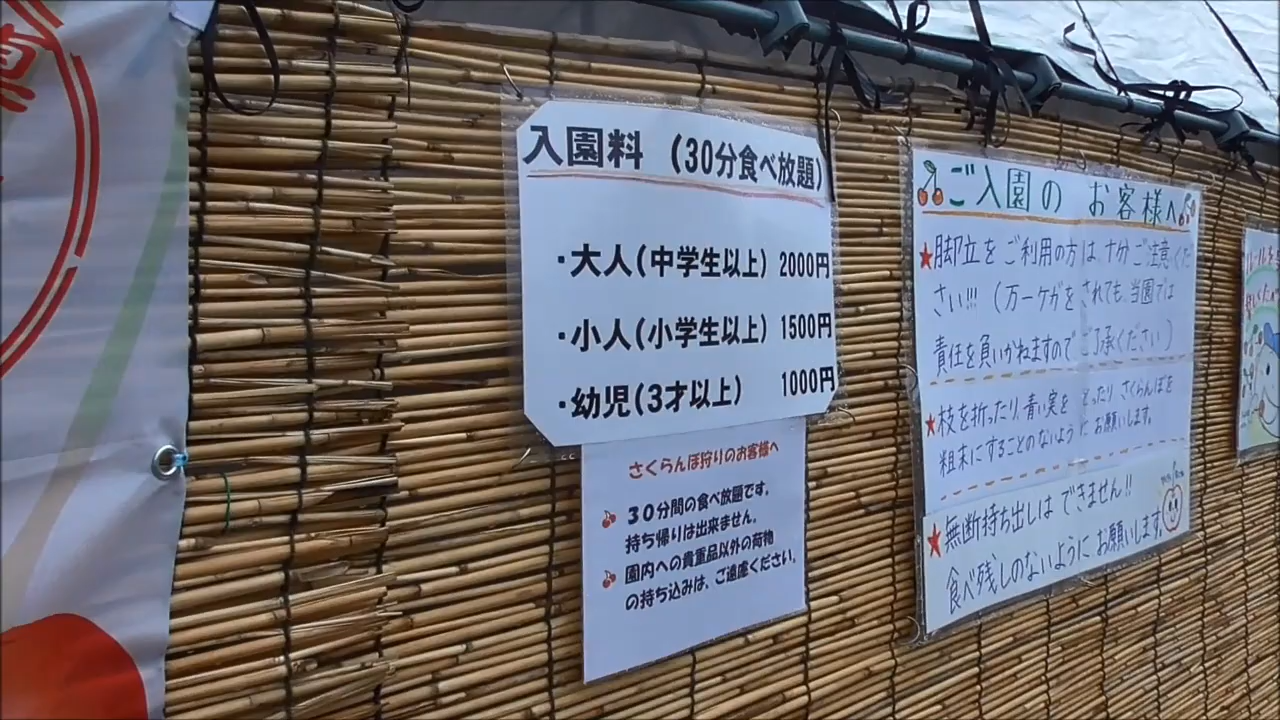 入園料 (30分食べ放題)
・大人(中学生以上) 2000円
・小人(小学生以上) 1500円
・幼児(3才以上) 1000円
さくらんぼ狩りのお客様へ
30分間の食べ放題です。
持ち帰りは出来ません。
園内への貴重品以外の荷物
の持ち込みは、ご遠慮ください。
ご入園の お客様へ
★脚立をご利用の方は、十分ご注意くだ
さい!!! (万一ケガをされても、当園では
責任を負いかねますのでご了承ください)
★枝を折ったり、青い実をとったりさくらんぼを
粗末にすることのないようにお願いします。
★無断持ち出しはできません!!
食べ残しのないようにお願いします。